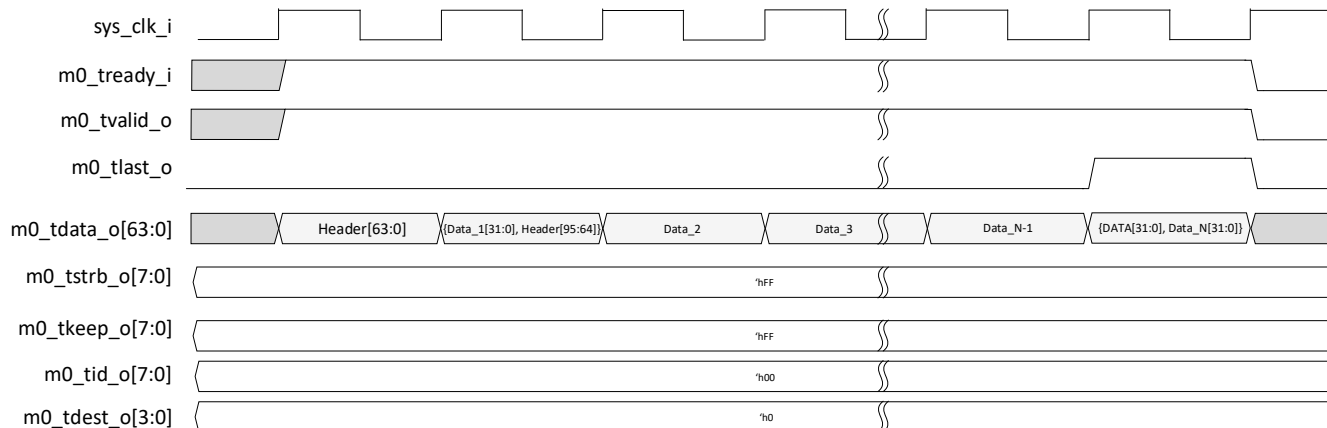 sys_clk_i
m0_tready_i
m0_tvalid_o
m0_tlast_o
m0_tdata_o[63:0] Header[63:0] {Data_1[31:0], Header[95:64]} Data_2 Data_3 Data_N-1 {DATA[31:0], Data_N[31:0]}
m0_tstrb_o[7:0] ‘hFF
m0_tkeep_o[7:0] ‘hFF
m0_tid_o[7:0] ‘h00
m0_tdest_o[3:0] ‘h0